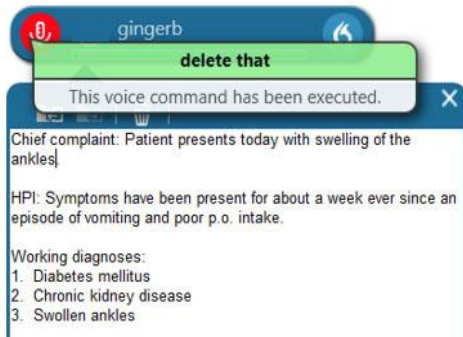 gingerb
delete that
This voice command has been executed.
Chief complaint: Patient presents today with swelling of the
ankles
HPI: Symptoms have been present for about a week ever since an
episode of vomiting and poor p.o. intake.
Working diagnoses:
1. Diabetes mellitus
2. Chronic kidney disease
3. Swollen ankles